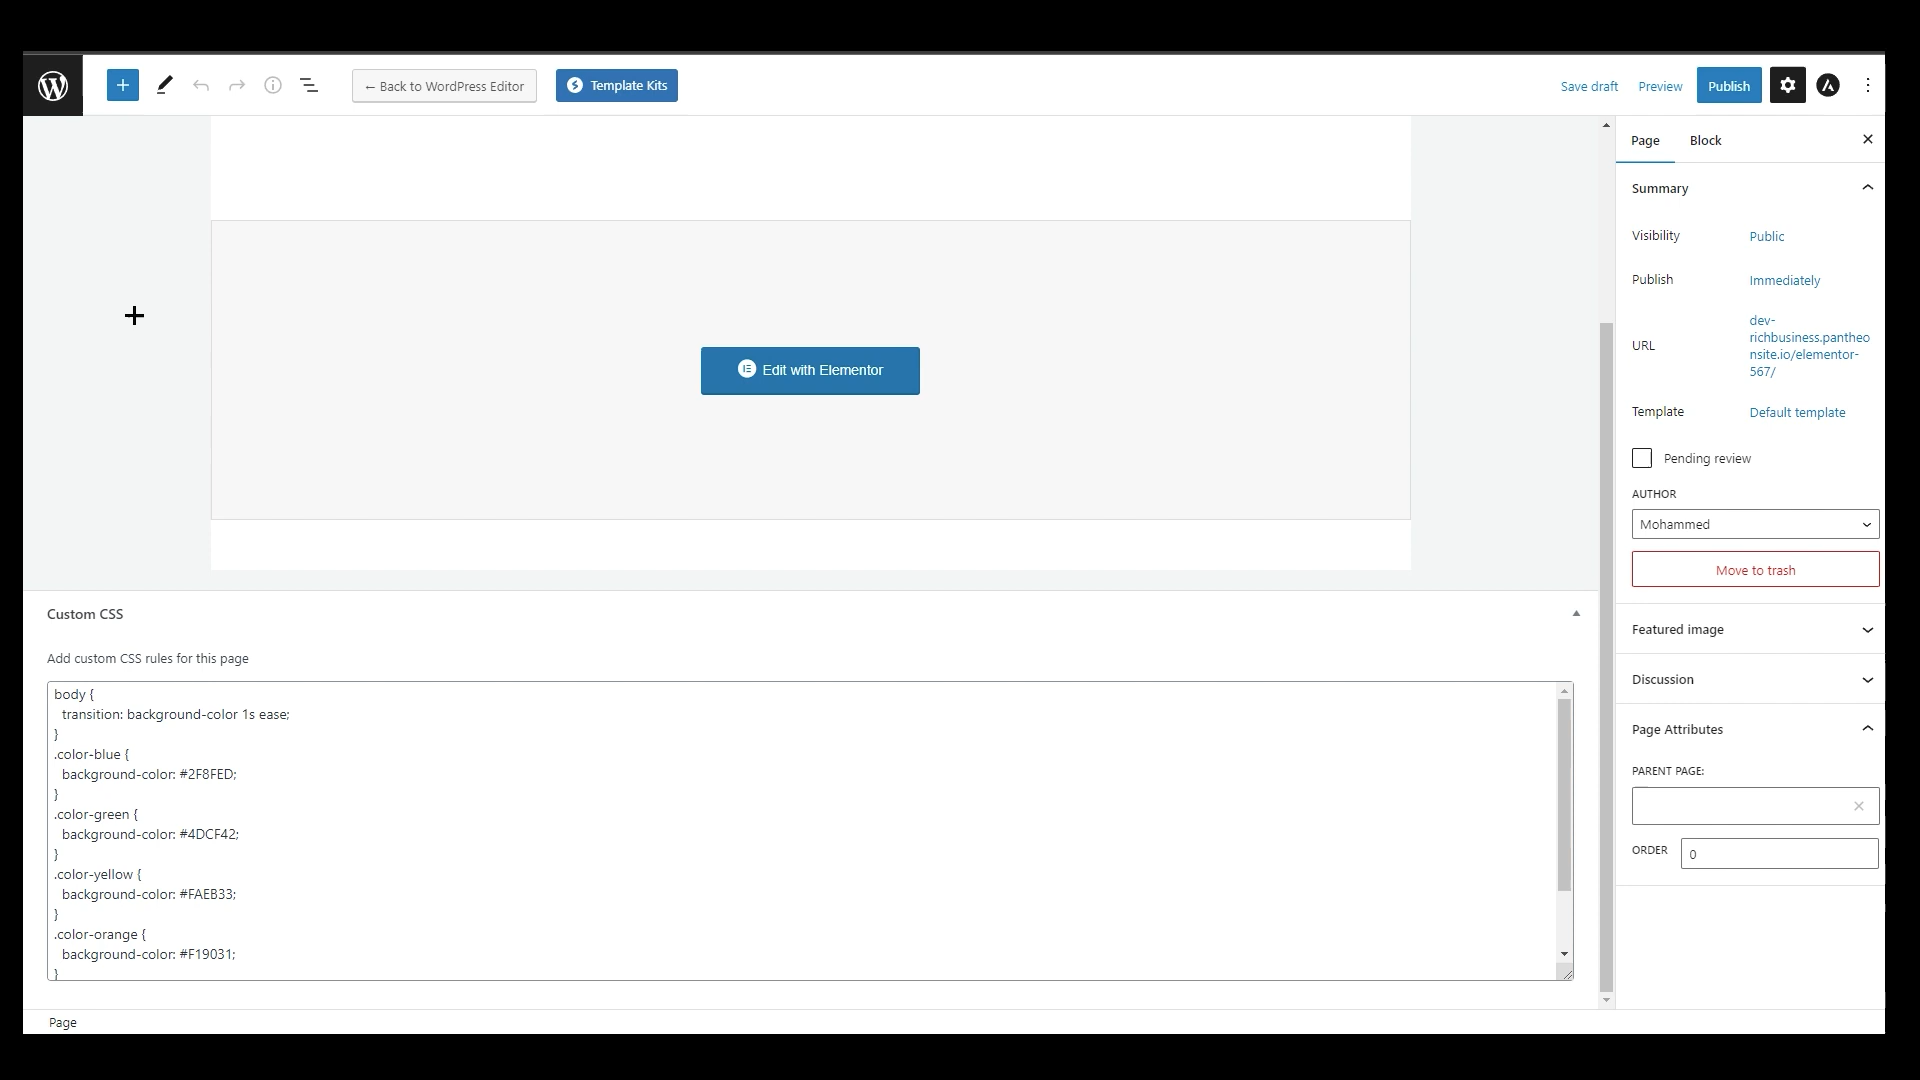 ← Back to WordPress Editor
Template Kits
Save draft
Preview
Publish
Page
Block
Summary
Visibility
Public
Publish
Immediately
URL
dev-
richbusiness.pantheo
nsite.io/elementor-
567/
Template
Default template
Pending review
AUTHOR
Mohammed
Move to trash
Featured image
Discussion
Page Attributes
PARENT PAGE:
ORDER
0
Edit with Elementor
Custom CSS
Add custom CSS rules for this page
body {
transition: background-color 1s ease;
}
.color-blue {
background-color: #2F8FED;
}
.color-green {
background-color: #4DCF42;
}
.color-yellow {
background-color: #FAEB33;
}
.color-orange {
background-color: #F19031;
}
Page